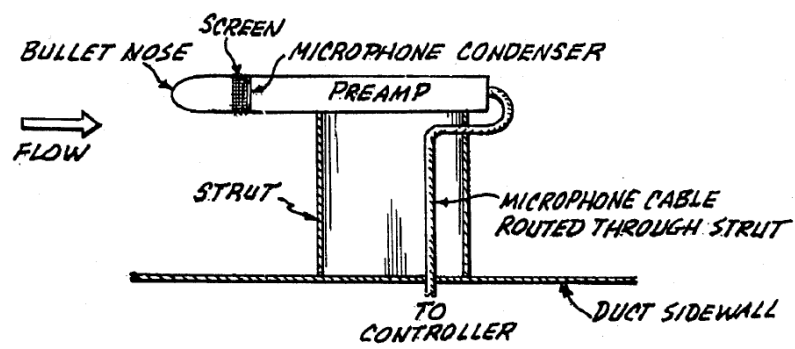 SCREEN
BULLET NOSE
MICROPHONE CONDENSER
PREAMP
FLOW
STRUT
MICROPHONE CABLE
ROUTED THROUGH STRUT
DUCT SIDEWALL
TO
CONTROLLER